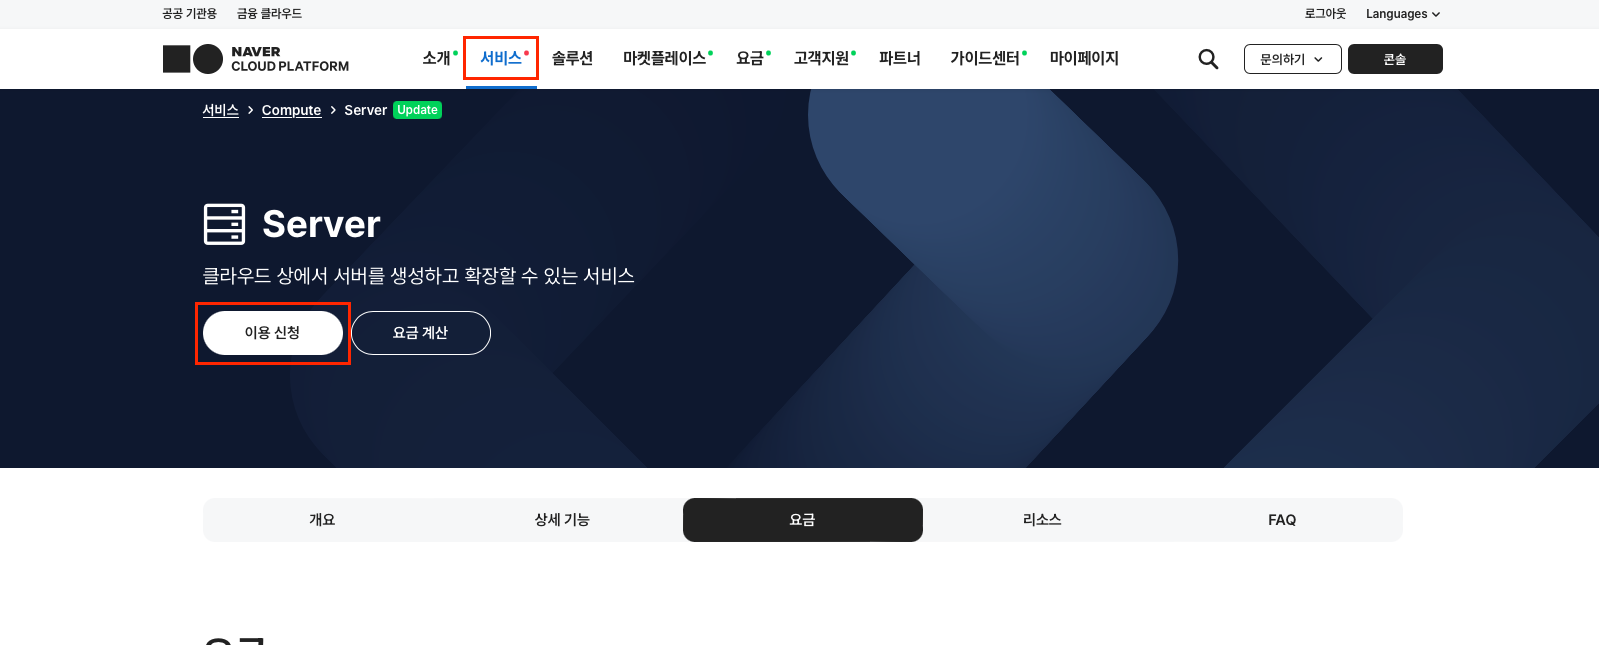 공공 기관용 금융 클라우드 로그아웃 Languages
NAVER
CLOUD PLATFORM
소개 서비스 솔루션 마켓플레이스 요금 고객지원 파트너 가이드센터 마이페이지 문의하기 콘솔
서비스 > Compute > Server Update
Server
클라우드 상에서 서버를 생성하고 확장할 수 있는 서비스
이용 신청 요금 계산
개요 상세 기능 요금 리소스 FAQ